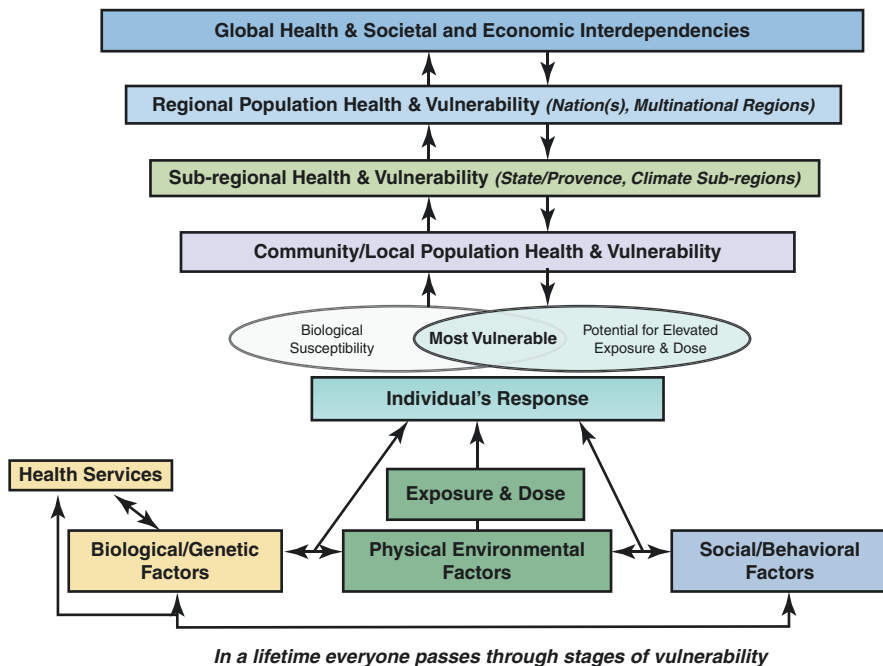 Global Health & Societal and Economic Interdependencies
Regional Population Health & Vulnerability (Nation(s), Multinational Regions)
Sub-regional Health & Vulnerability (State/Province, Climate Sub-regions)
Community/Local Population Health & Vulnerability
Biological
Susceptibility
Most Vulnerable
Potential for Elevated
Exposure & Dose
Individual's Response
Health Services
Exposure & Dose
Biological/Genetic
Factors
Physical Environmental
Factors
Social/Behavioral
Factors
In a lifetime everyone passes through stages of vulnerability